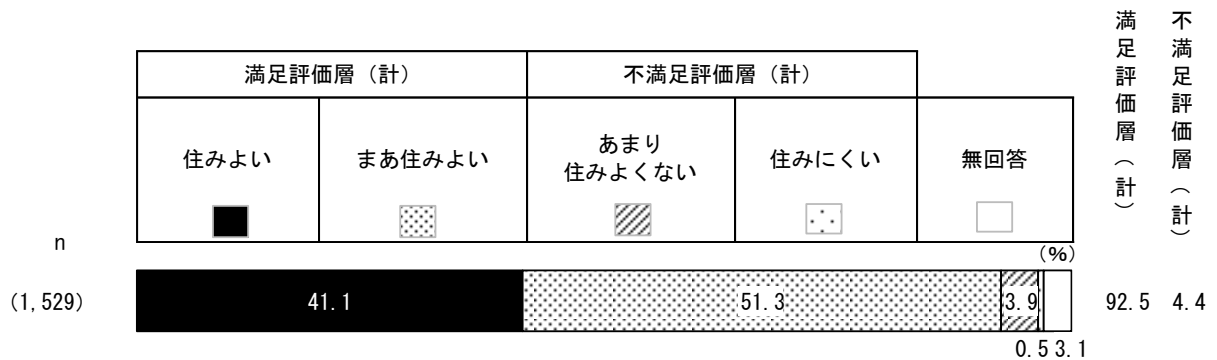 満足評価層（計）
不満足評価層（計）
満足評価層（計） 不満足評価層（計）
住みよい まあ住みよい あまり 住みにくい 無回答
住みよくない
n
(%)
(1,529) 41.1 51.3 3.9 92.5 4.4
0.5 3.1